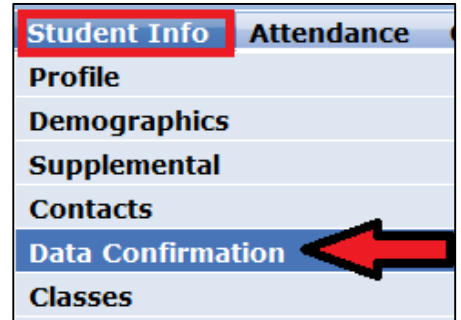 Student Info Attendance
Profile
Demographics
Supplemental
Contacts
Data Confirmation
Classes